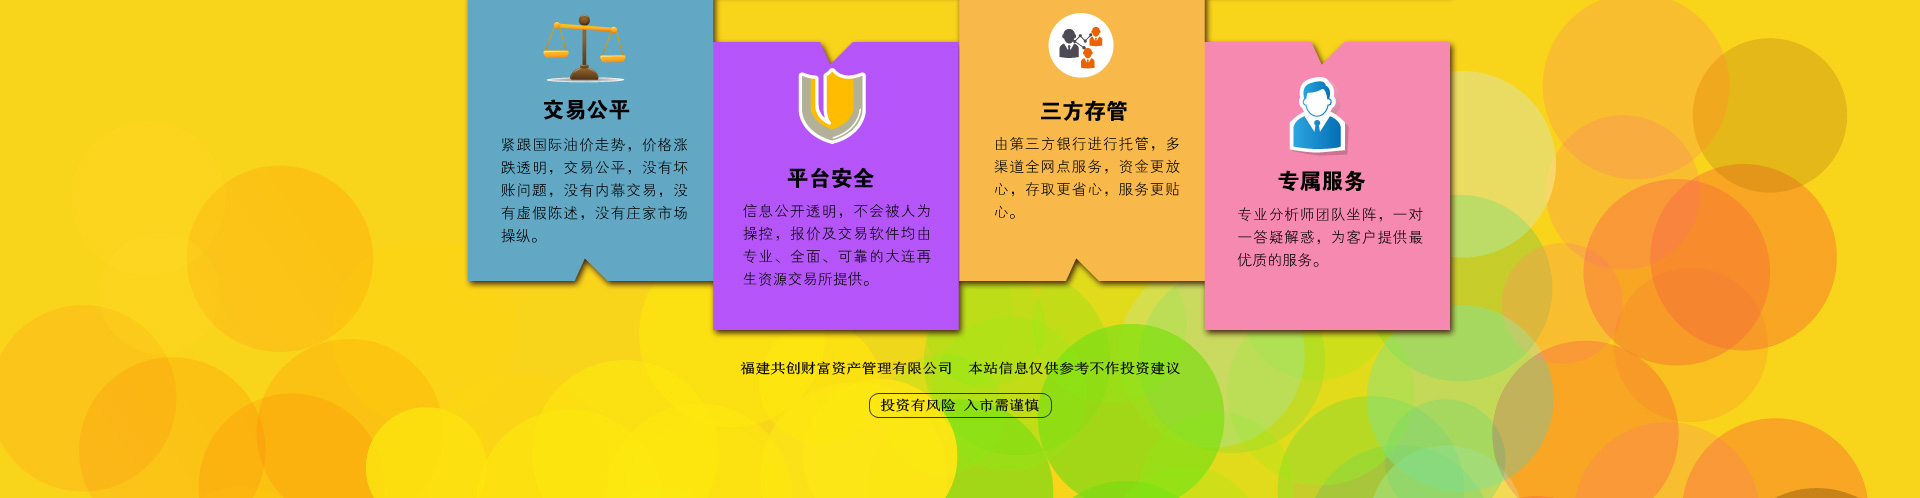 交易公平
紧跟国际油价走势，价格涨
跌透明，交易公平，没有坏
账问题，没有内幕交易，没
有虚假陈述，没有庄家市场
操纵。
平台安全
信息公开透明，不会被人为
操控，报价及交易软件均由
专业、全面、可靠的大连再
生资源交易所提供。
三方存管
由第三方银行进行托管，多
渠道全网点服务，资金更放
心，存取更省心，服务更贴
心。
专属服务
专业分析师团队坐阵，一对
一答疑解惑，为客户提供最
优质的服务。
福建共创财富资产管理有限公司　本站信息仅供参考不作投资建议
投资有风险 入市需谨慎